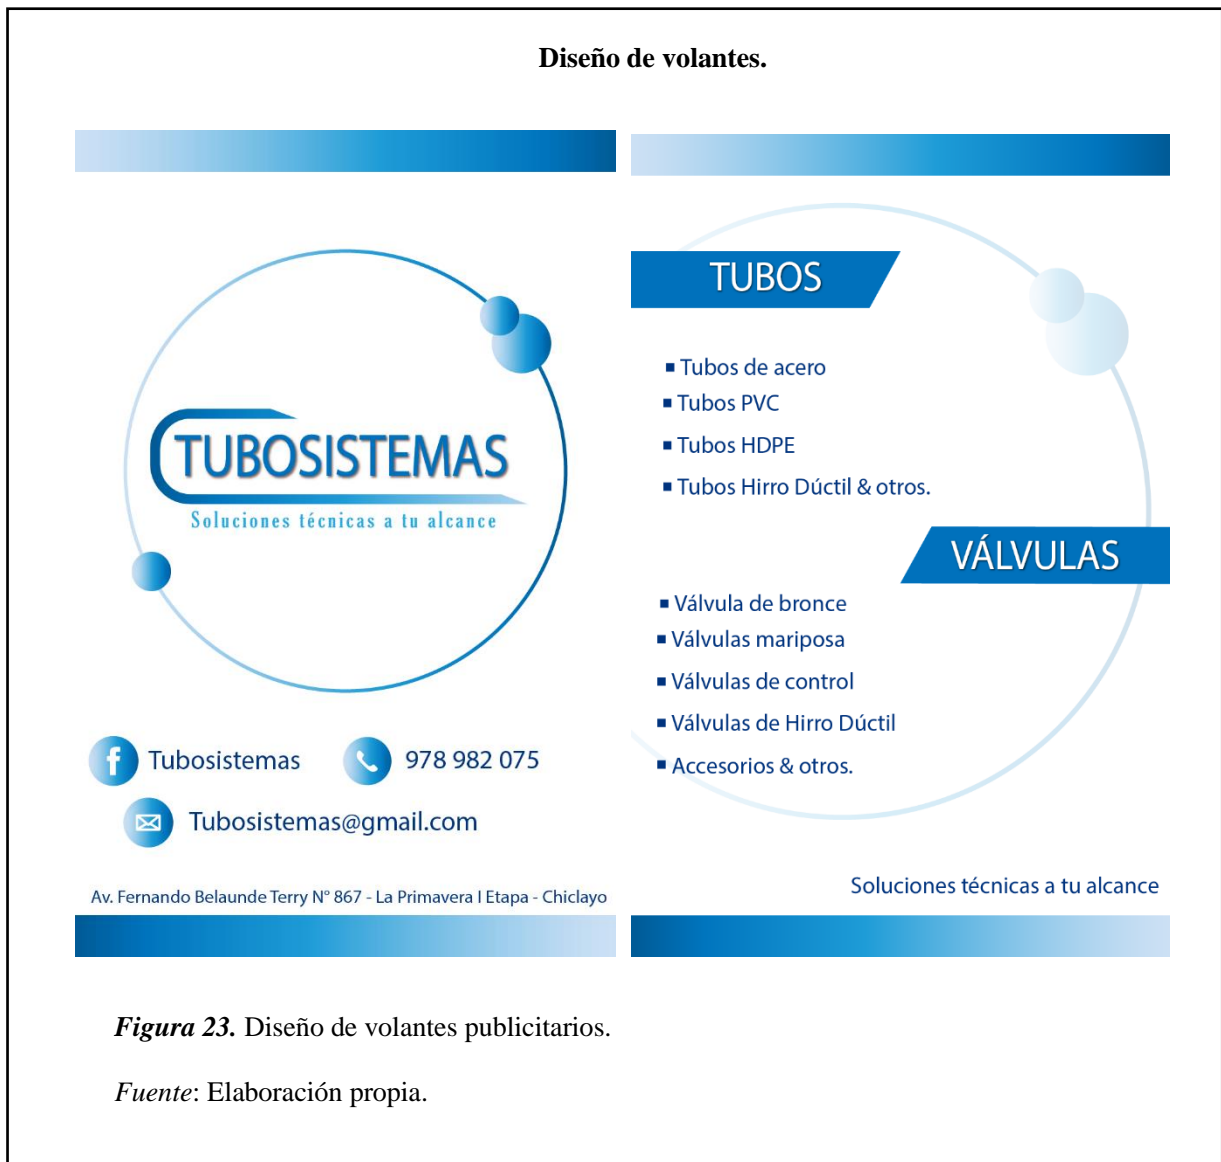 Diseño de volantes.
TUBOSISTEMAS
Soluciones técnicas a tu alcance
Tubosistemas
978 982 075
Tubosistemas@gmail.com
Av. Fernando Belaunde Terry N° 867 - La Primavera I Etapa - Chiclayo
TUBOS
▪ Tubos de acero
▪ Tubos PVC
▪ Tubos HDPE
▪ Tubos Hirro Dúctil & otros.
VÁLVULAS
▪ Válvula de bronce
▪ Válvulas mariposa
▪ Válvulas de control
▪ Válvulas de Hirro Dúctil
▪ Accesorios & otros.
Soluciones técnicas a tu alcance
Figura 23. Diseño de volantes publicitarios.
Fuente: Elaboración propia.